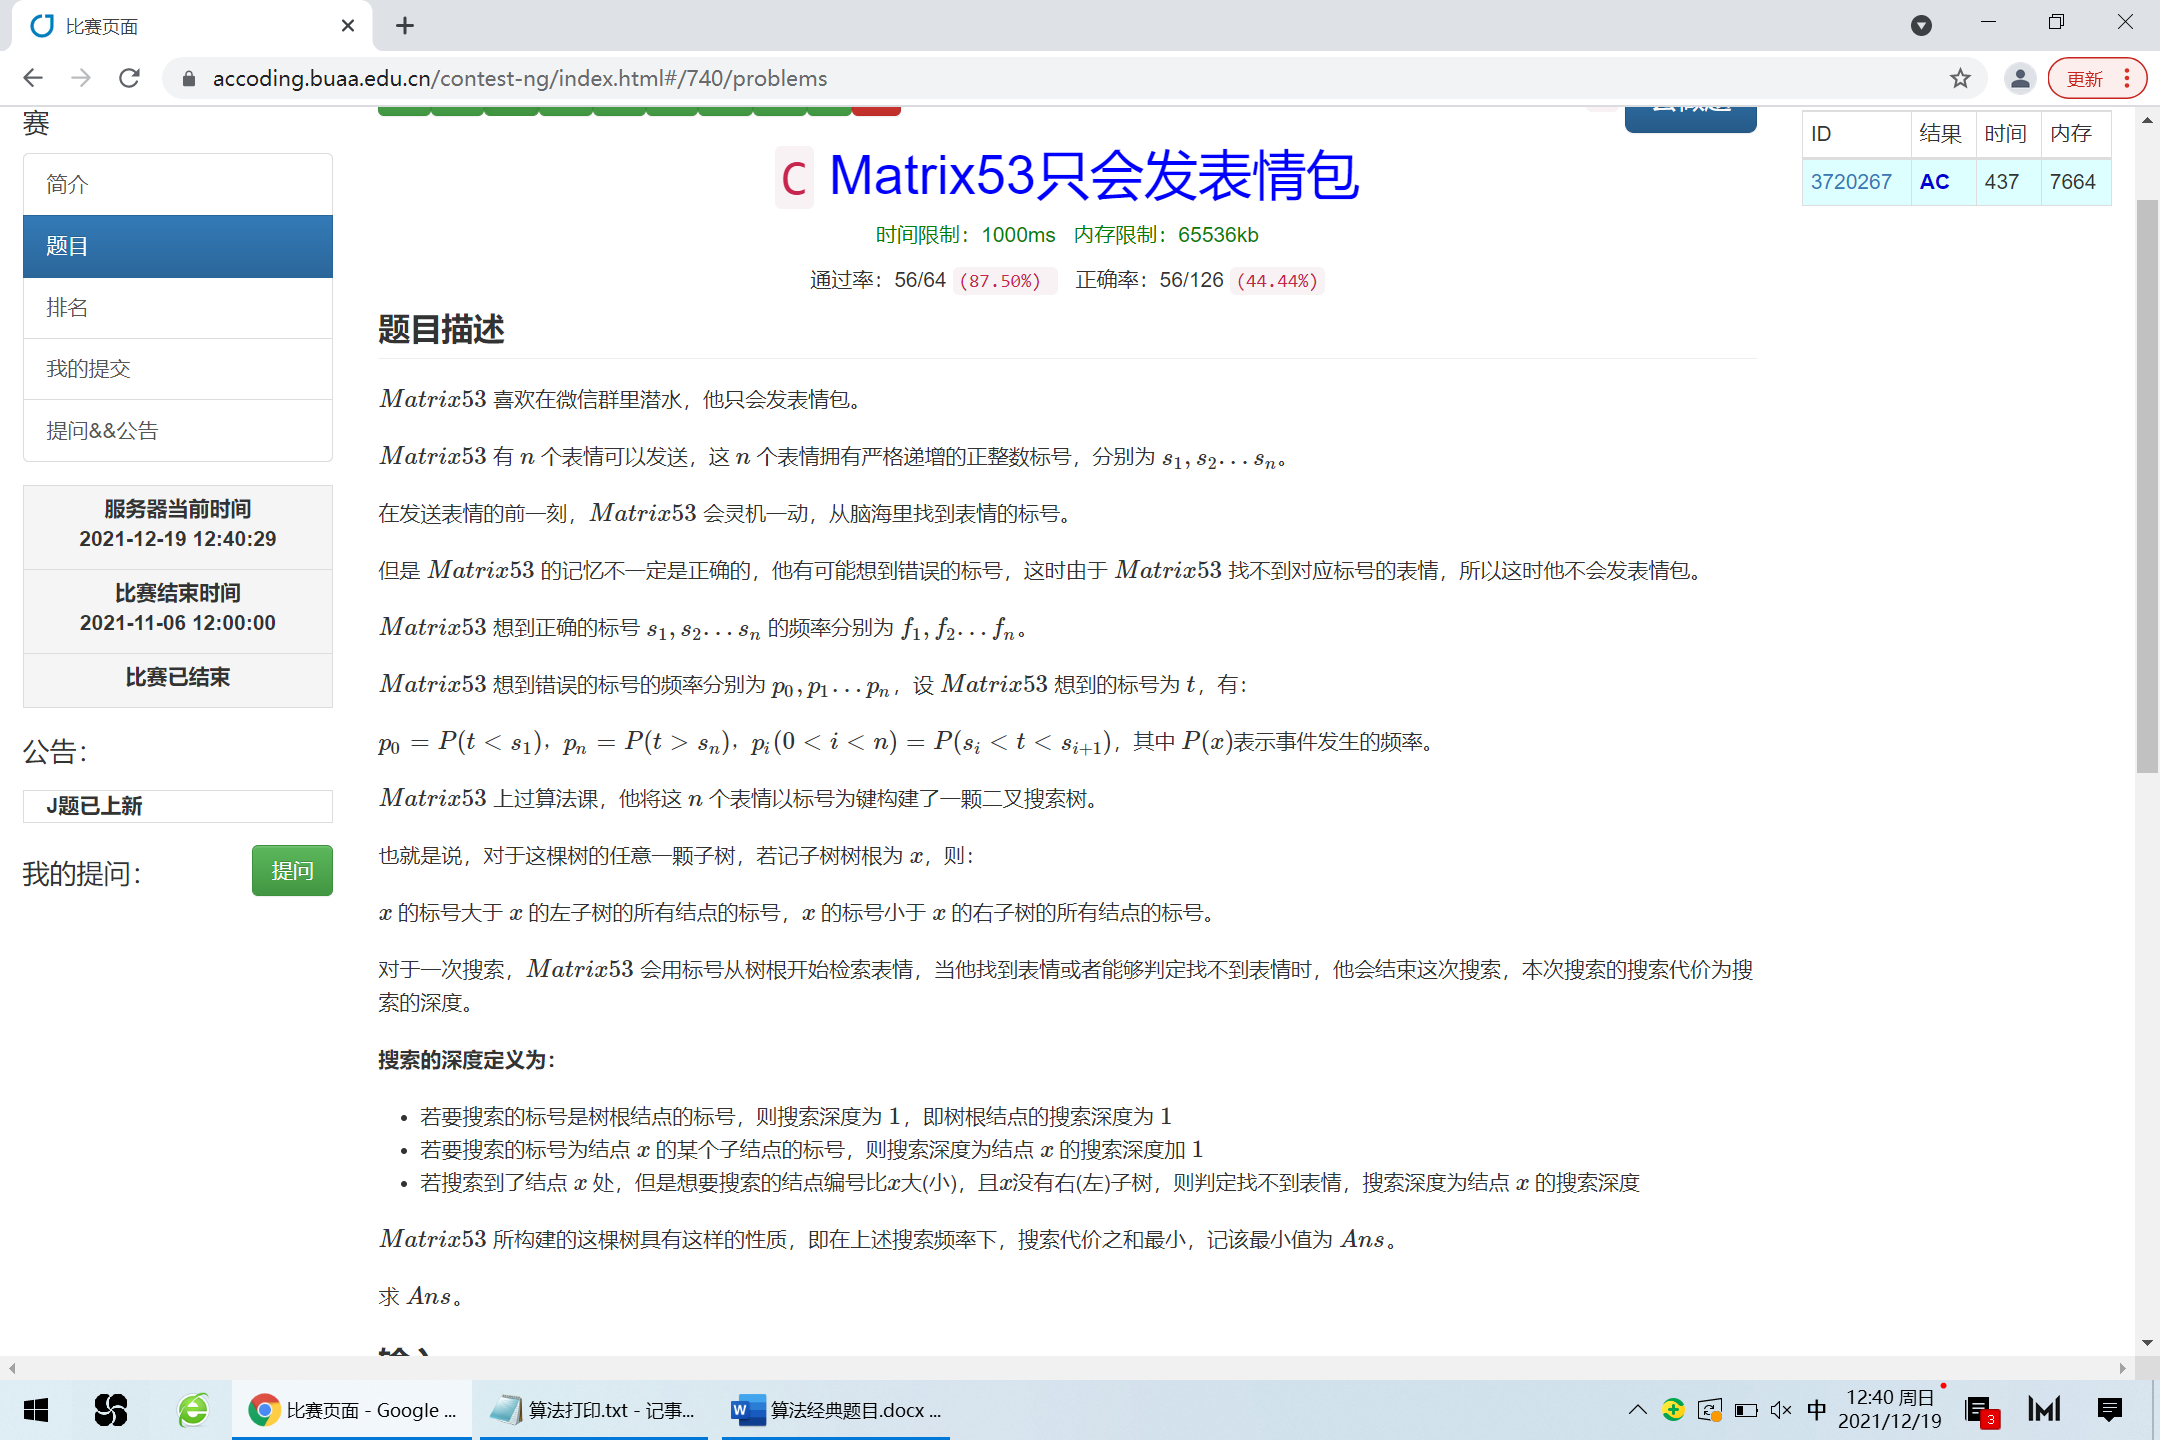 比赛页面
accoding.buaa.edu.cn/contest-ng/index.html#/740/problems
更新
赛
简介
题目
排名
我的提交
提问&&公告
服务器当前时间
2021-12-19 12:40:29
比赛结束时间
2021-11-06 12:00:00
比赛已结束
公告：
J题已上新
我的提问：
提问
C Matrix53只会发表情包
时间限制：1000ms 内存限制：65536kb
通过率：56/64 (87.50%) 正确率：56/126 (44.44%)
题目描述
Matrix53 喜欢在微信群里潜水，他只会发表情包。
Matrix53 有 n 个表情可以发送，这 n 个表情拥有严格递增的正整数标号，分别为 s₁, s₂…sₙ。
在发送表情的前一刻，Matrix53 会灵机一动，从脑海里找到表情的标号。
但是 Matrix53 的记忆不一定是正确的，他有可能想到错误的标号，这时由于 Matrix53 找不到对应标号的表情，所以这时他不会发表情包。
Matrix53 想到正确的标号 s₁, s₂…sₙ 的频率分别为 f₁, f₂…fₙ。
Matrix53 想到错误的标号的频率分别为 p₀, p₁…pₙ，设 Matrix53 想到的标号为 t，有：
p₀ = P(t < s₁)，pₙ = P(t > sₙ)，pᵢ(0 < i < n) = P(sᵢ < t < sᵢ₊₁)，其中 P(x)表示事件发生的频率。
Matrix53 上过算法课，他将这 n 个表情以标号为键构建了一颗二叉搜索树。
也就是说，对于这棵树的任意一颗子树，若记子树树根为 x，则：
x 的标号大于 x 的左子树的所有结点的标号，x 的标号小于 x 的右子树的所有结点的标号。
对于一次搜索，Matrix53 会用标号从树根开始检索表情，当他找到表情或者能够判定找不到表情时，他会结束这次搜索，本次搜索的搜索代价为搜
索的深度。
搜索的深度定义为：
• 若要搜索的标号是树根结点的标号，则搜索深度为 1，即树根结点的搜索深度为 1
• 若要搜索的标号为结点 x 的某个子结点的标号，则搜索深度为结点 x 的搜索深度加 1
• 若搜索到了结点 x 处，但是想要搜索的结点编号比x大(小)，且x没有右(左)子树，则判定找不到表情，搜索深度为结点 x 的搜索深度
Matrix53 所构建的这棵树具有这样的性质，即在上述搜索频率下，搜索代价之和最小，记该最小值为 Ans。
求 Ans。
ID 结果 时间 内存
3720267 AC 437 7664
比赛页面 - Google ...
算法打印.txt - 记事...
算法经典题目.docx ...
中
12:40 周日
2021/12/19
3